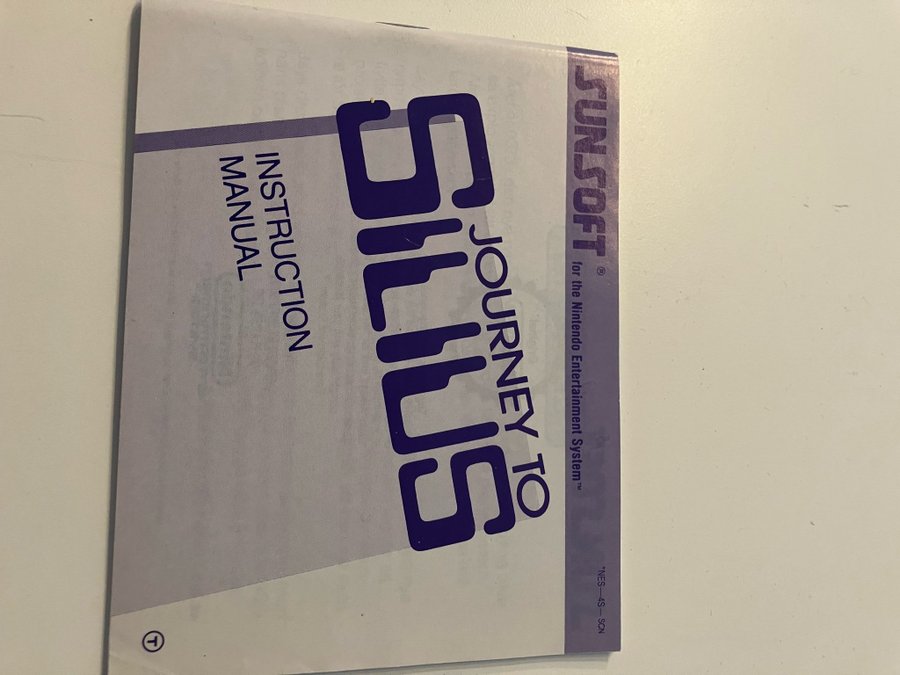 SUNSOFT® for the Nintendo Entertainment System™
*NES—4S—SCN
JOURNEY TO
SILIUS
INSTRUCTION
MANUAL
T